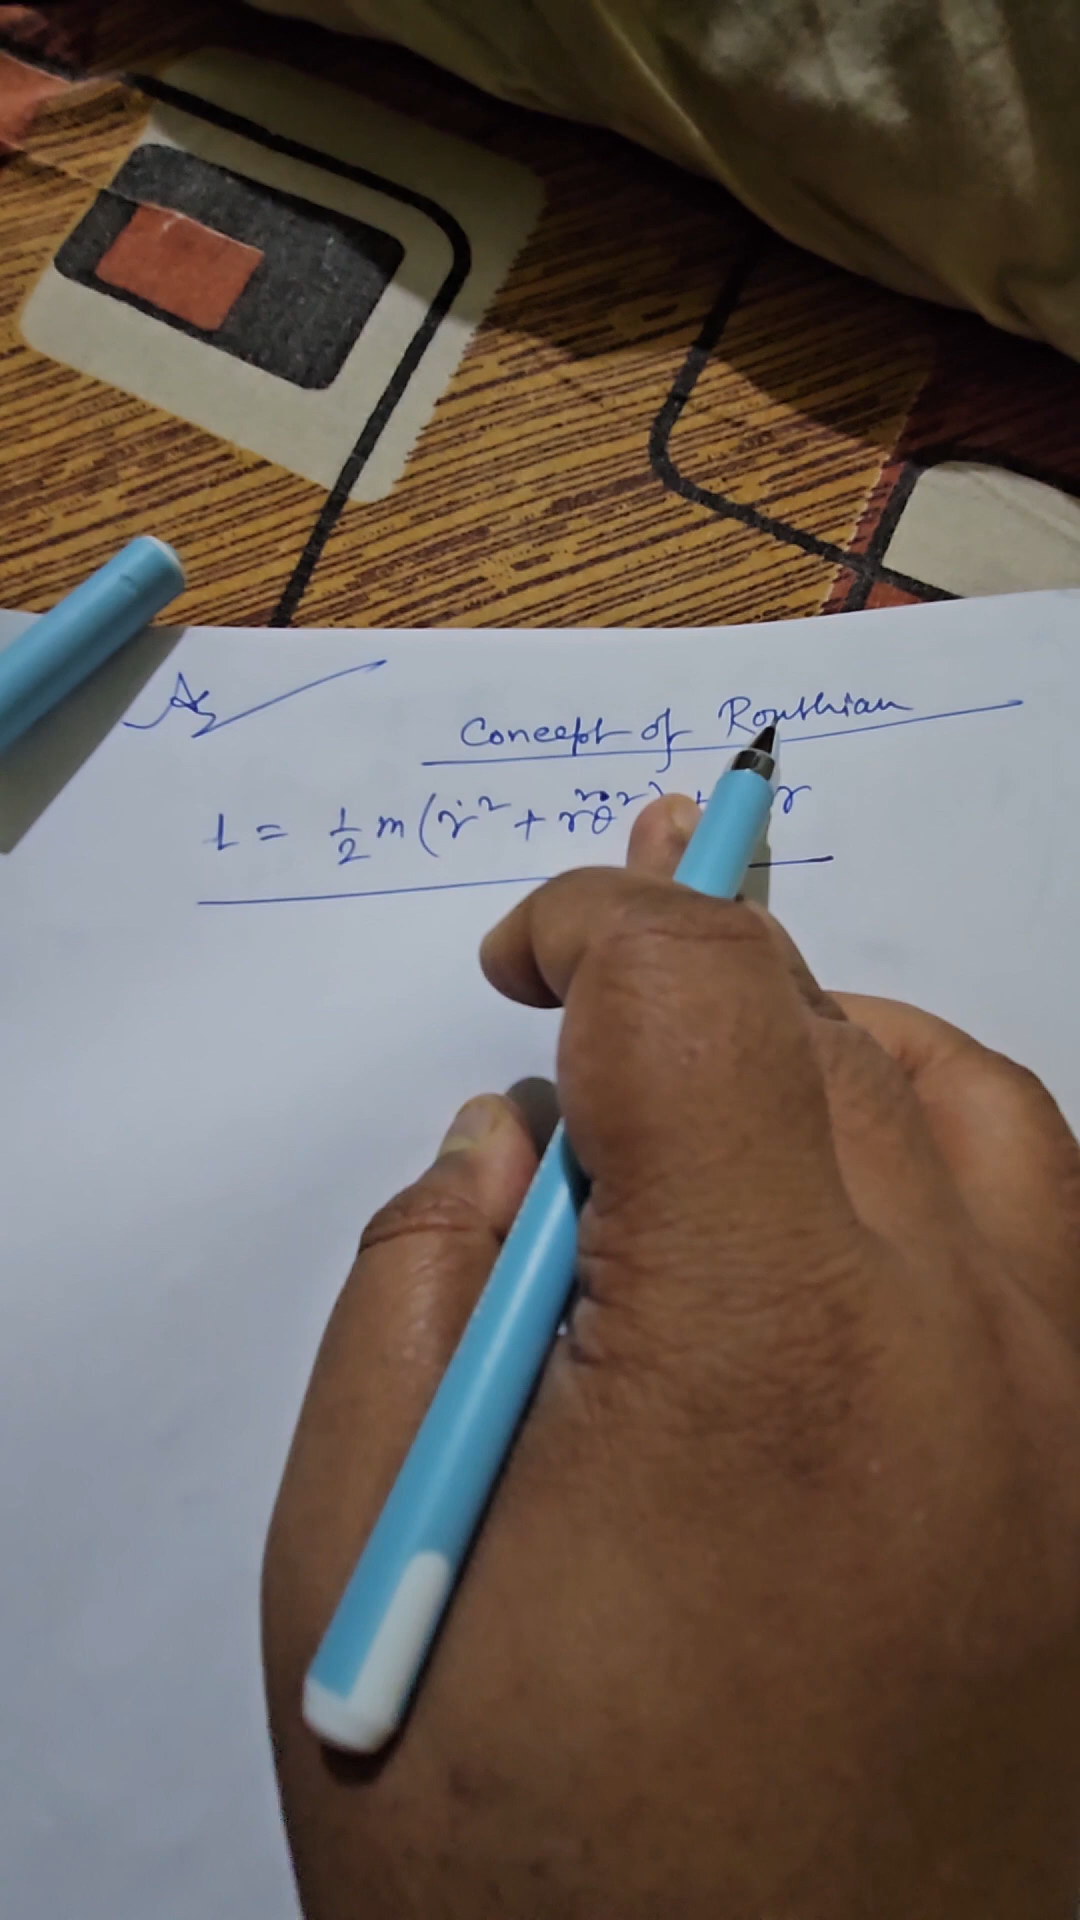 Concept of Routhian
L = 1/2 m (ṙ² + r²θ̇²) + r